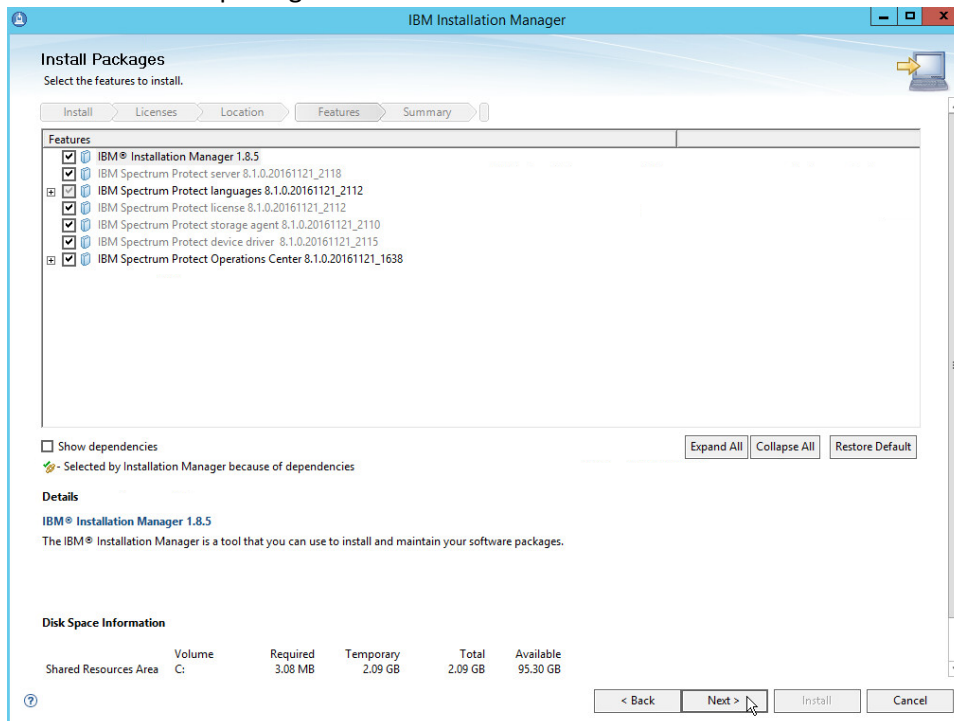 IBM Installation Manager
Install Packages
Select the features to install.
Install Licenses Location Features Summary
Features
IBM® Installation Manager 1.8.5
IBM Spectrum Protect server 8.1.0.20161121_2118
IBM Spectrum Protect languages 8.1.0.20161121_2112
IBM Spectrum Protect license 8.1.0.20161121_2112
IBM Spectrum Protect storage agent 8.1.0.20161121_2110
IBM Spectrum Protect device driver 8.1.0.20161121_2115
IBM Spectrum Protect Operations Center 8.1.0.20161121_1638
Show dependencies
Expand All Collapse All Restore Default
- Selected by Installation Manager because of dependencies
Details
IBM® Installation Manager 1.8.5
The IBM® Installation Manager is a tool that you can use to install and maintain your software packages.
Disk Space Information
Volume Required Temporary Total Available
Shared Resources Area C: 3.08 MB 2.09 GB 2.09 GB 95.30 GB
? < Back Next > Install Cancel